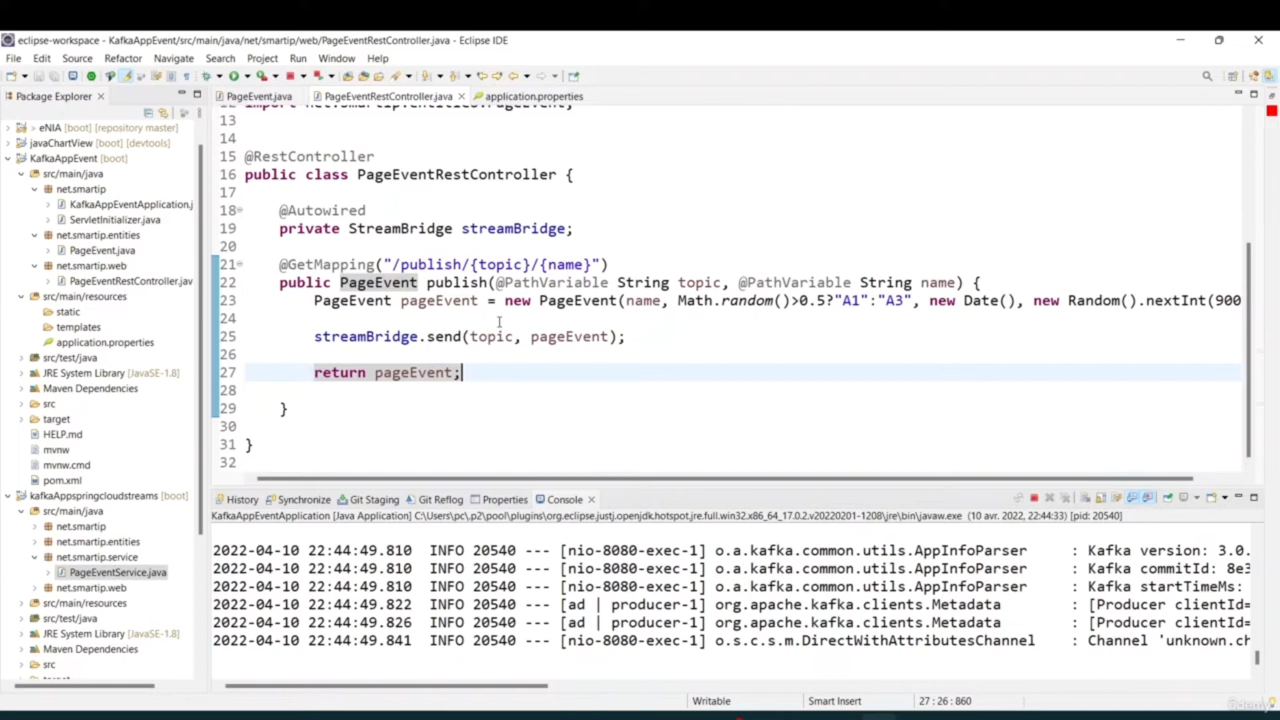 eclipse-workspace - KafkaAppEvent/src/main/java/net/smartip/web/PageEventRestController.java - Eclipse IDE
File Edit Source Refactor Navigate Search Project Run Window Help
Package Explorer
PageEvent.java PageEventRestController.java application.properties
> eNIA [boot] [repository master]
javaChartView [boot] [devtools]
KafkaAppEvent [boot]
src/main/java
net.smartip
KafkaAppEventApplication.j
ServletInitializer.java
net.smartip.entities
PageEvent.java
net.smartip.web
PageEventRestController.jav
src/main/resources
static
templates
application.properties
src/test/java
JRE System Library [JavaSE-1.8]
Maven Dependencies
src
target
HELP.md
mvnw
mvnw.cmd
pom.xml
kafkaAppspringcloudstreams [boot]
src/main/java
net.smartip
net.smartip.entities
net.smartip.service
PageEventService.java
net.smartip.web
src/main/resources
src/test/java
JRE System Library [JavaSE-1.8]
Maven Dependencies
src
12 import net.smartip.entities.PageEvent;
13
14
15 @RestController
16 public class PageEventRestController {
17
18 @Autowired
19 private StreamBridge streamBridge;
20
21 @GetMapping("/publish/{topic}/{name}")
22 public PageEvent publish(@PathVariable String topic, @PathVariable String name) {
23 PageEvent pageEvent = new PageEvent(name, Math.random()>0.5?"A1":"A3", new Date(), new Random().nextInt(900
24
25 streamBridge.send(topic, pageEvent);
26
27 return pageEvent;
28
29 }
30
31 }
32
History Synchronize Git Staging Git Reflog Properties Console
KafkaAppEventApplication [Java Application] C:\Users\pc\.p2\pool\plugins\org.eclipse.justj.openjdk.hotspot.jre.full.win32.x86_64_17.0.2.v20220201-1208\jre\bin\javaw.exe (10 avr. 2022, 22:44:33) [pid: 20540]
2022-04-10 22:44:49.810 INFO 20540 --- [nio-8080-exec-1] o.a.kafka.common.utils.AppInfoParser : Kafka version: 3.0.
2022-04-10 22:44:49.810 INFO 20540 --- [nio-8080-exec-1] o.a.kafka.common.utils.AppInfoParser : Kafka commitId: 8e3
2022-04-10 22:44:49.810 INFO 20540 --- [nio-8080-exec-1] o.a.kafka.common.utils.AppInfoParser : Kafka startTimeMs:
2022-04-10 22:44:49.822 INFO 20540 --- [ad | producer-1] org.apache.kafka.clients.Metadata : [Producer clientId=
2022-04-10 22:44:49.826 INFO 20540 --- [ad | producer-1] org.apache.kafka.clients.Metadata : [Producer clientId=
2022-04-10 22:44:49.841 INFO 20540 --- [nio-8080-exec-1] o.s.c.s.m.DirectWithAttributesChannel : Channel 'unknown.ch
Writable Smart Insert 27 : 26 : 860
Udemy